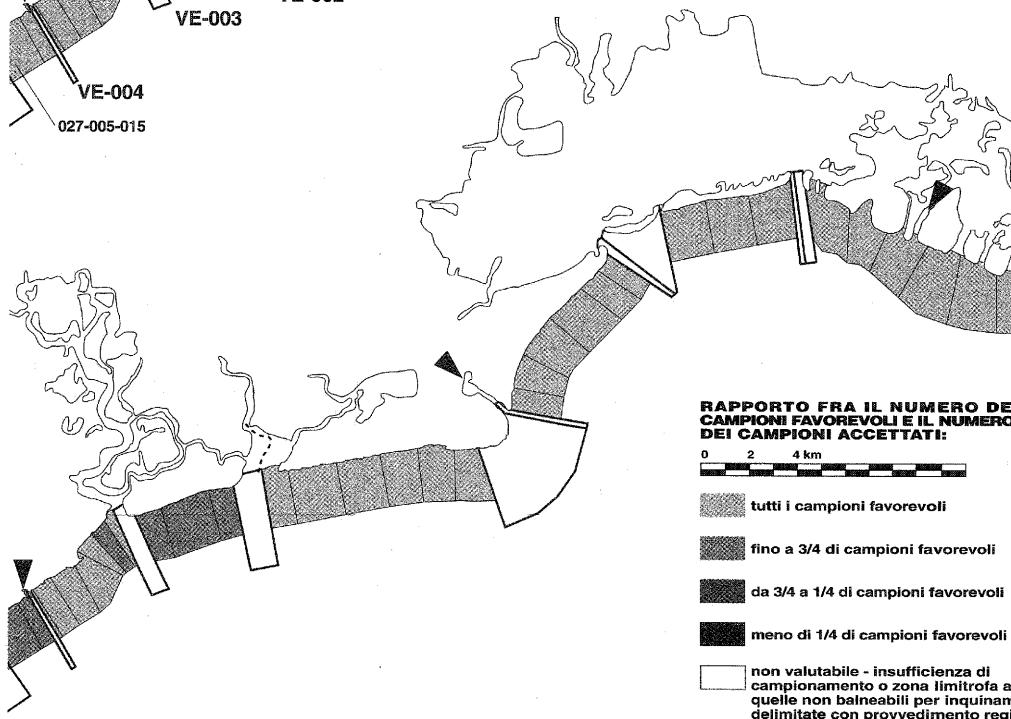 VE-003
VE-004
027-005-015
RAPPORTO FRA IL NUMERO DE
CAMPIONI FAVOREVOLI E IL NUMERO
DEI CAMPIONI ACCETTATI:
0 2 4 km
tutti i campioni favorevoli
fino a 3/4 di campioni favorevoli
da 3/4 a 1/4 di campioni favorevoli
meno di 1/4 di campioni favorevoli
non valutabile - insufficienza di
campionamento o zona limitrofa a
quelle non balneabili per inquinam
delimitate con provvedimento regi